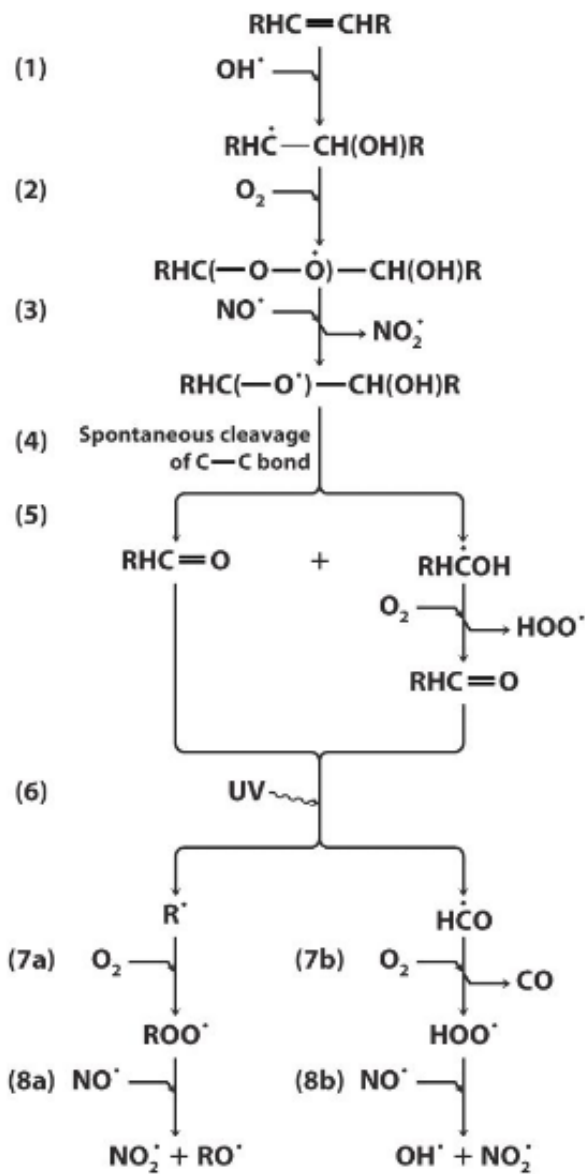 RHC=CHR
(1) OH•
RHĊ—CH(OH)R
(2) O₂
RHC(—O—Ȯ)—CH(OH)R
(3) NO• NO₂•
RHC(—O•)—CH(OH)R
(4) Spontaneous cleavage
of C—C bond
(5)
RHC=O + RHĊOH
O₂ HOO•
RHC=O
(6) UV
R• HĊO
(7a) O₂ (7b) O₂ CO
ROO• HOO•
(8a) NO• (8b) NO•
NO₂• + RO• OH• + NO₂•